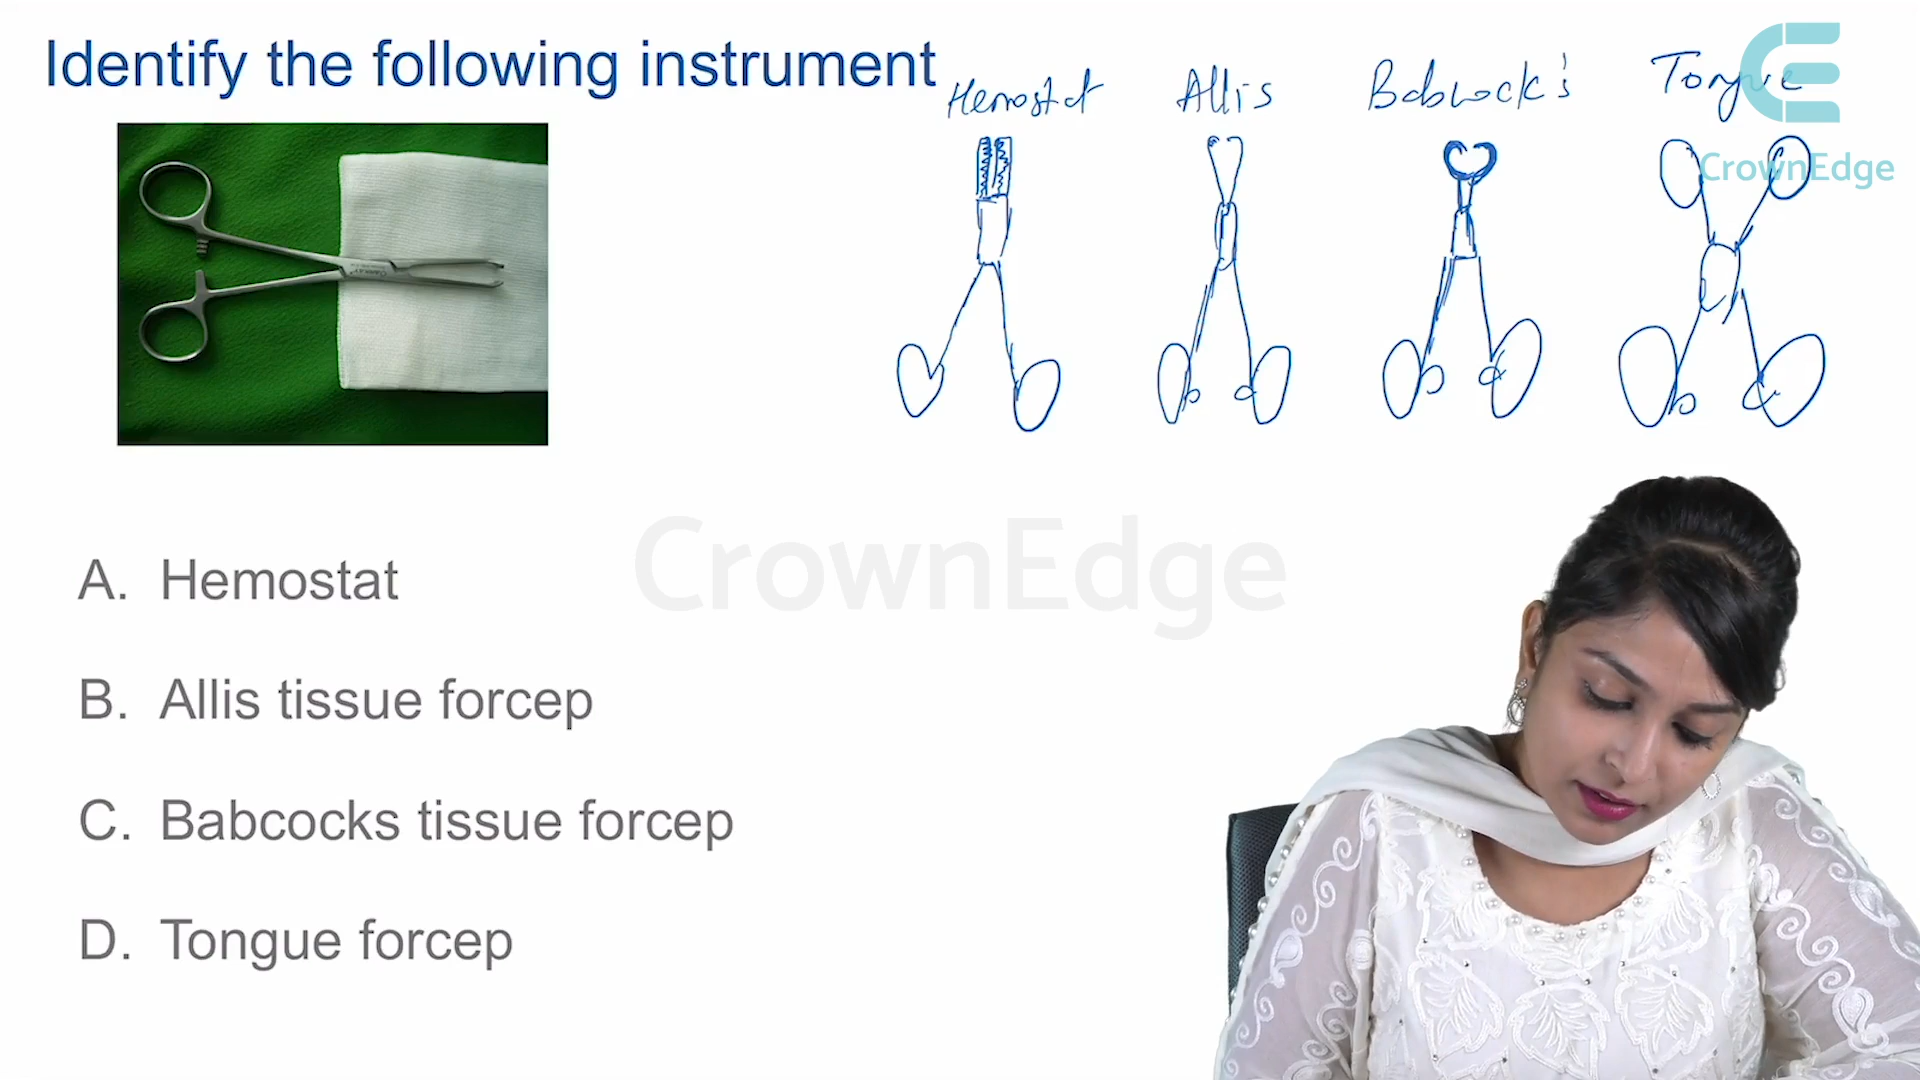 Identify the following instrument
Hemostat
Allis
Babcock's
Tongue
CrownEdge
CrownEdge
A. Hemostat
B. Allis tissue forcep
C. Babcocks tissue forcep
D. Tongue forcep